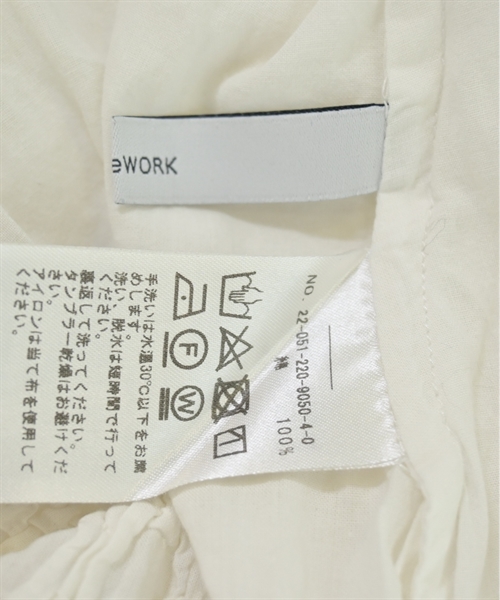 eWORK
NO. 22-051-220-9050-4-0
綿 100%
F
W
手洗いは水温30℃以下をお薦
めします。
洗い、脱水は短時間で行って
ください。
裏返して洗ってください。
タンブラー乾燥はお避けくだ
さい。
アイロンは当て布を使用して
ください。